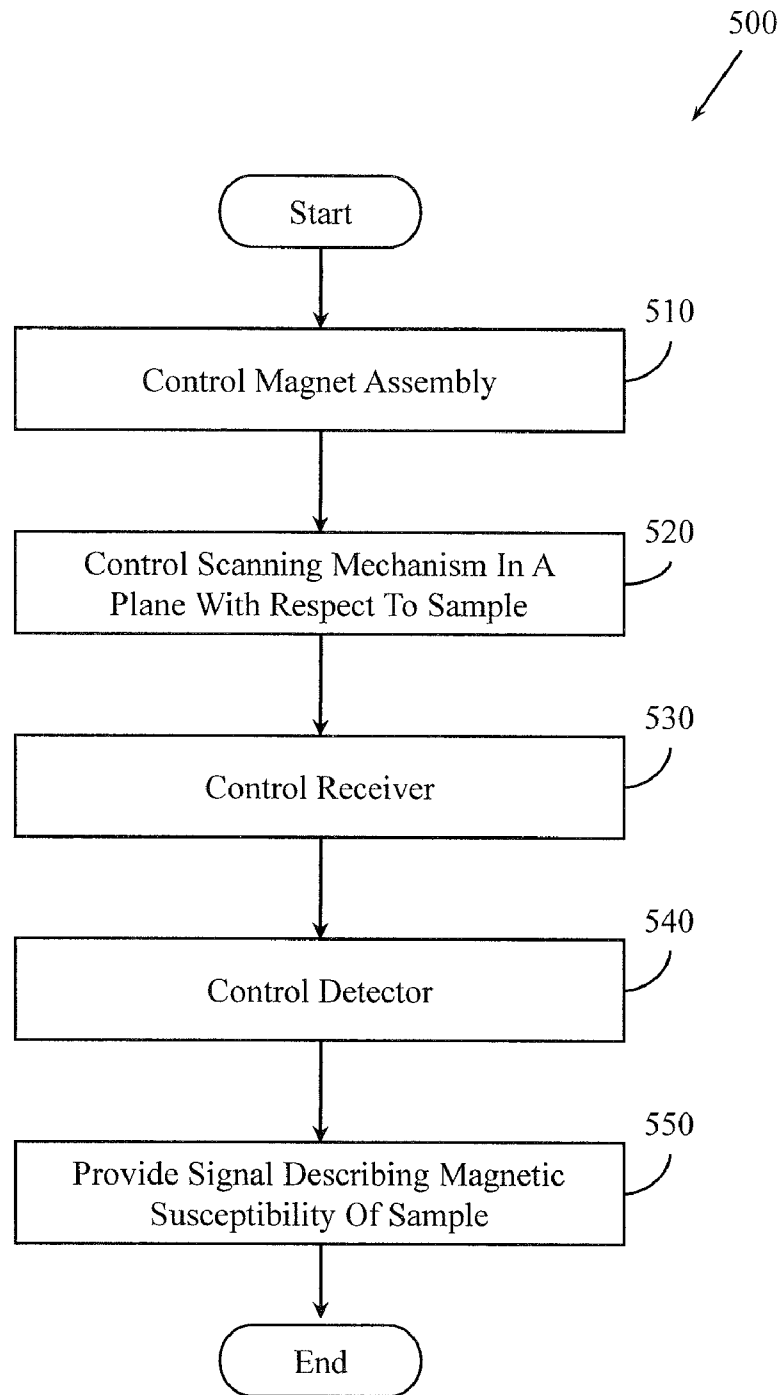 500
Start
510
Control Magnet Assembly
520
Control Scanning Mechanism In A
Plane With Respect To Sample
530
Control Receiver
540
Control Detector
550
Provide Signal Describing Magnetic
Susceptibility Of Sample
End